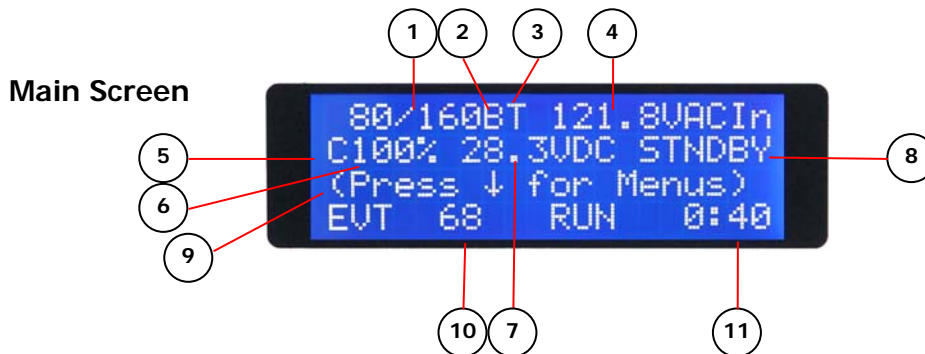 1 2 3 4
Main Screen
80/160BT 121.8VACIn
5 C100% 28.3VDC STNDBY 8
6 (Press ↓ for Menus)
9 EVT 68 RUN 0:40
10 7 11